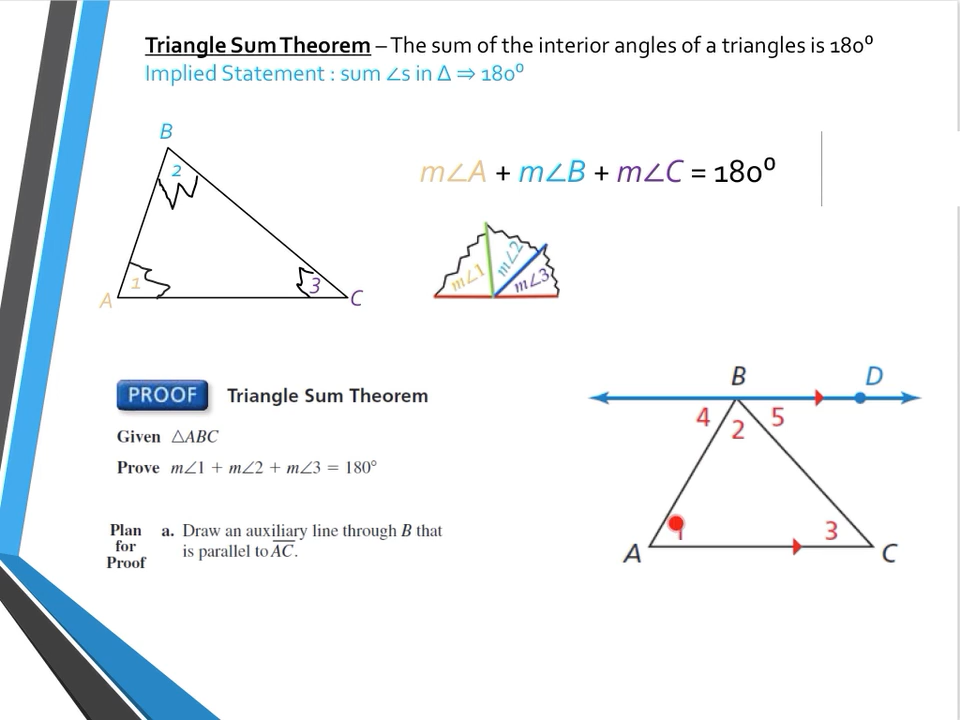 Triangle Sum Theorem – The sum of the interior angles of a triangles is 180⁰
Implied Statement : sum ∠s in Δ ⇒ 180⁰
B
2
1
3
A
C
m∠A + m∠B + m∠C = 180⁰
m∠1
m∠2
m∠3
PROOF Triangle Sum Theorem
Given △ABC
Prove m∠1 + m∠2 + m∠3 = 180°
Plan for Proof
a. Draw an auxiliary line through B that
is parallel to A͞C͞.
B
D
4
2
5
1
3
A
C